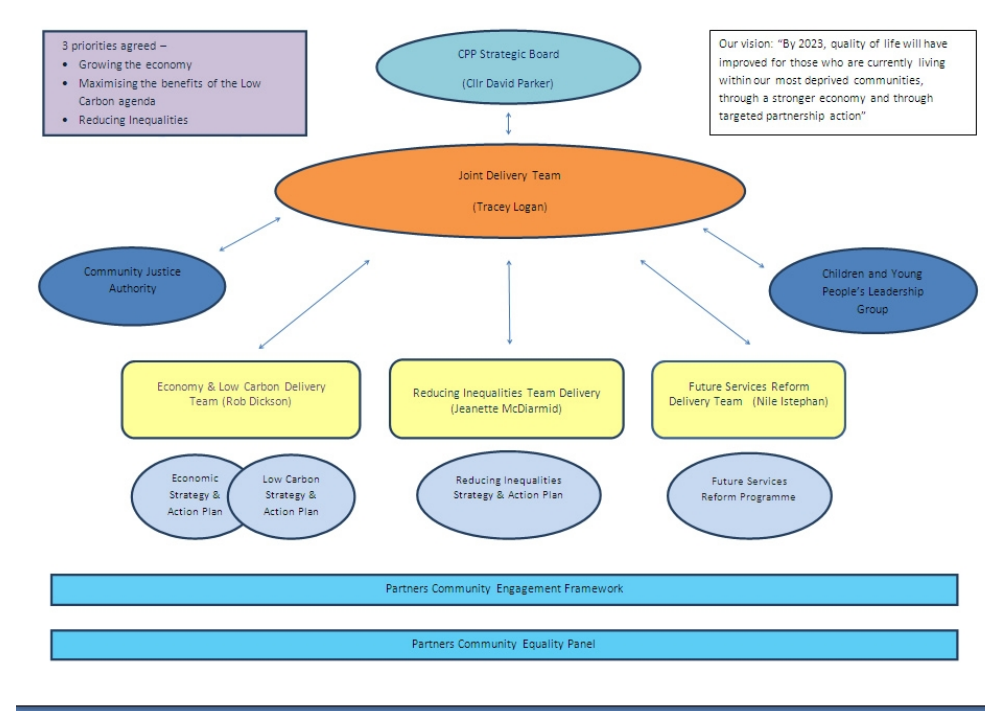 3 priorities agreed –
• Growing the economy
• Maximising the benefits of the Low
Carbon agenda
• Reducing Inequalities
CPP Strategic Board
(Cllr David Parker)
Our vision: “By 2023, quality of life will have
improved for those who are currently living
within our most deprived communities,
through a stronger economy and through
targeted partnership action”
Joint Delivery Team
(Tracey Logan)
Community Justice
Authority
Children and Young
People’s Leadership
Group
Economy & Low Carbon Delivery
Team (Rob Dickson)
Reducing Inequalities Team Delivery
(Jeanette McDiarmid)
Future Services Reform
Delivery Team (Nile Istephan)
Economic
Strategy &
Action Plan
Low Carbon
Strategy &
Action Plan
Reducing Inequalities
Strategy & Action Plan
Future Services
Reform Programme
Partners Community Engagement Framework
Partners Community Equality Panel